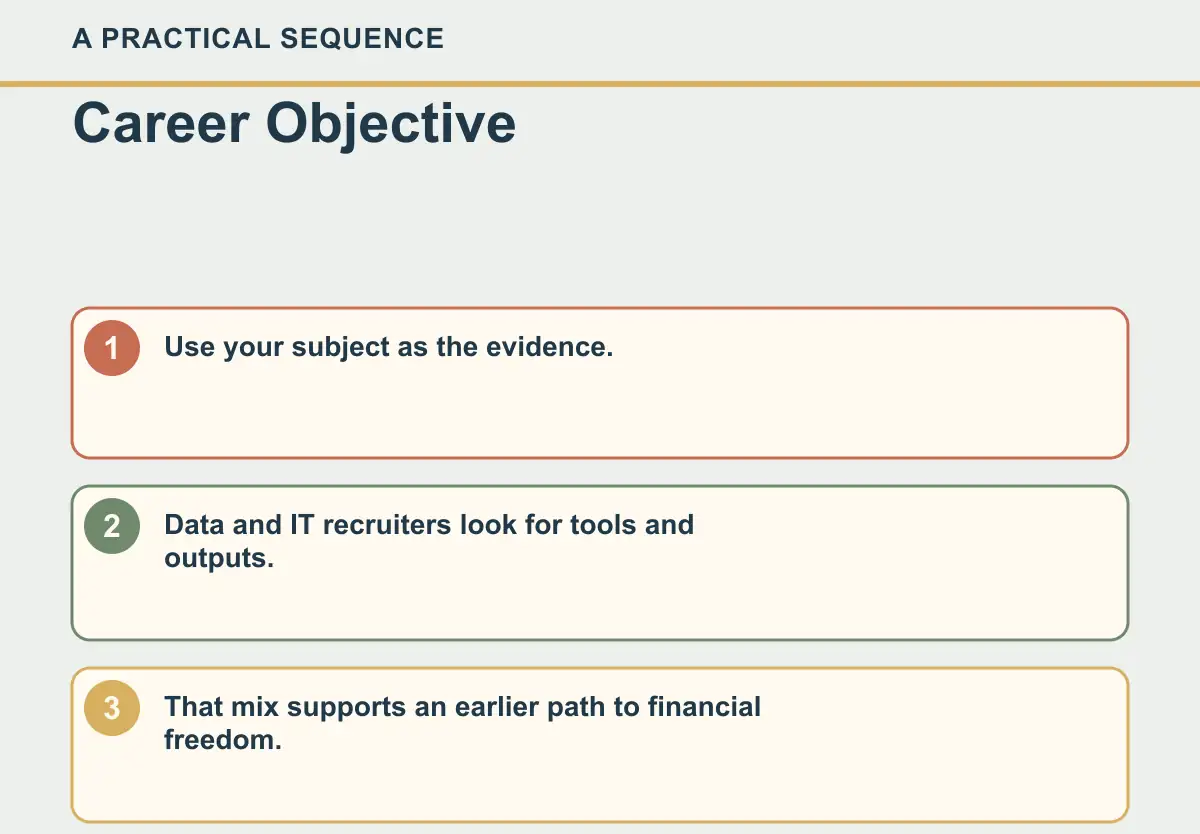 A PRACTICAL SEQUENCE
Career Objective
1
Use your subject as the evidence.
2
Data and IT recruiters look for tools and
outputs.
3
That mix supports an earlier path to financial
freedom.